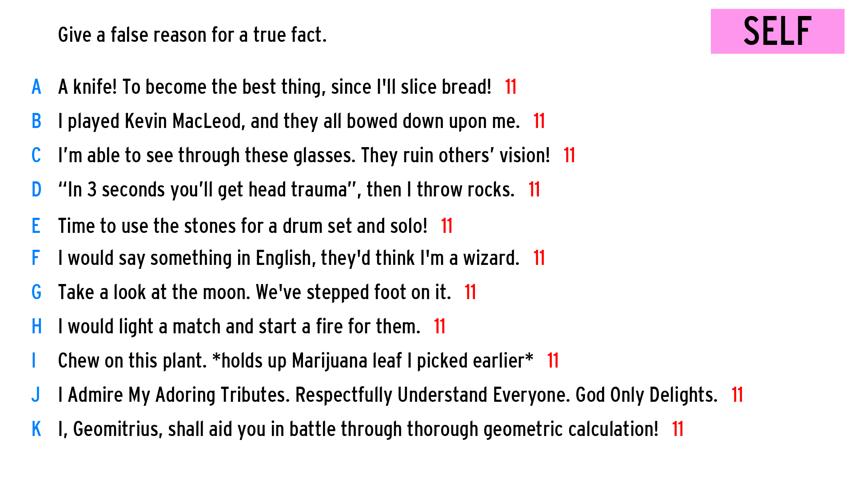 Give a false reason for a true fact.
SELF
A A knife! To become the best thing, since I'll slice bread! 11
B I played Kevin MacLeod, and they all bowed down upon me. 11
C I’m able to see through these glasses. They ruin others’ vision! 11
D “In 3 seconds you’ll get head trauma”, then I throw rocks. 11
E Time to use the stones for a drum set and solo! 11
F I would say something in English, they'd think I'm a wizard. 11
G Take a look at the moon. We've stepped foot on it. 11
H I would light a match and start a fire for them. 11
I Chew on this plant. *holds up Marijuana leaf I picked earlier* 11
J I Admire My Adoring Tributes. Respectfully Understand Everyone. God Only Delights. 11
K I, Geomitrius, shall aid you in battle through thorough geometric calculation! 11